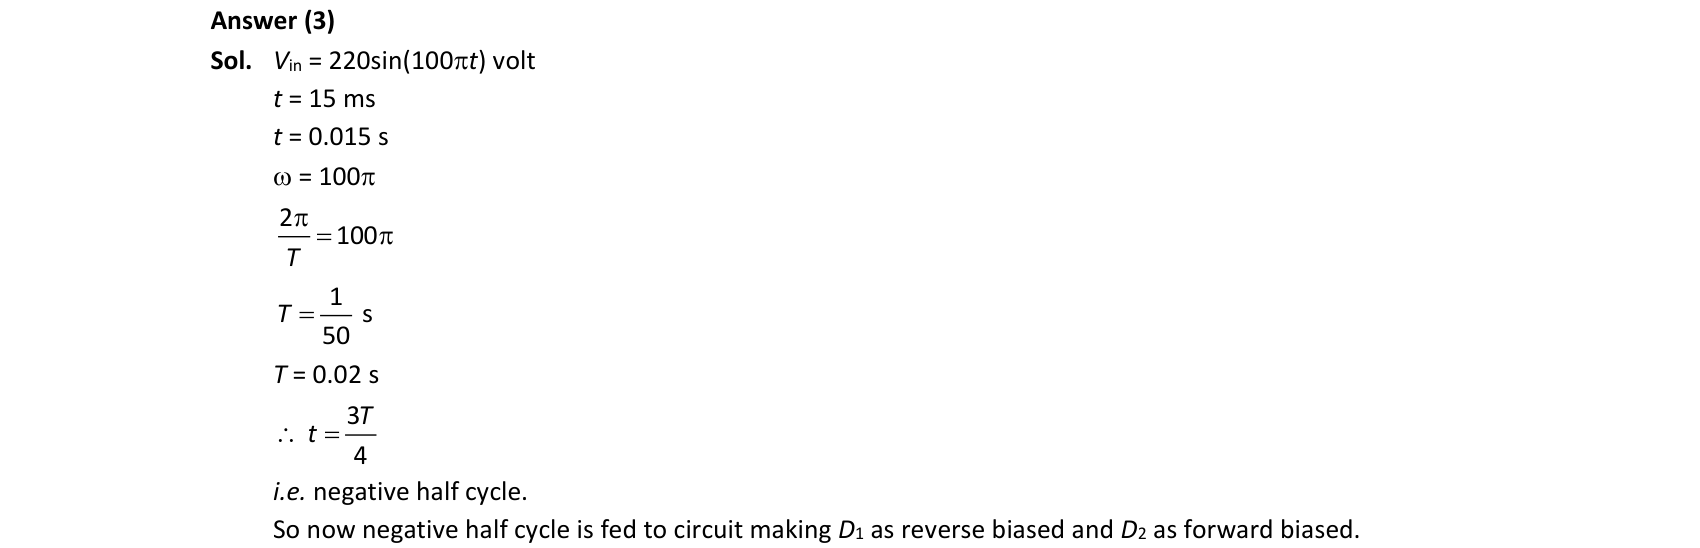 Answer (3)
Sol. Vin = 220sin(100πt) volt
t = 15 ms
t = 0.015 s
ω = 100π
2π/T = 100π
T = 1/50 s
T = 0.02 s
∴ t = 3T/4
i.e. negative half cycle.
So now negative half cycle is fed to circuit making D1 as reverse biased and D2 as forward biased.